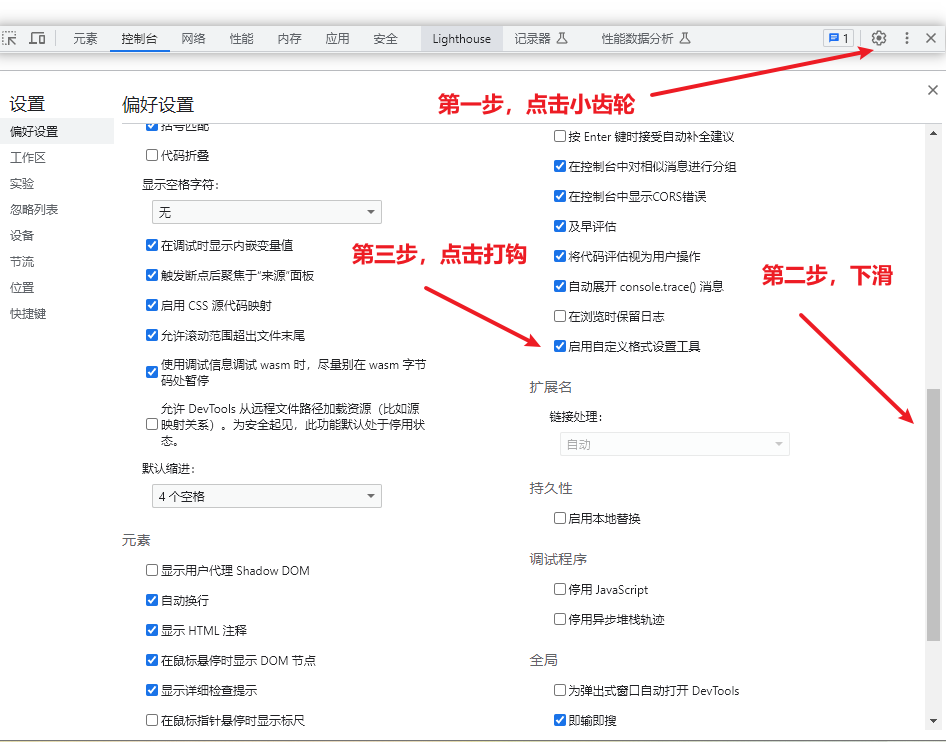 元素 控制台 网络 性能 内存 应用 安全 Lighthouse 记录器 性能数据分析 1
设置
偏好设置
工作区
实验
忽略列表
设备
节流
位置
快捷键
偏好设置
第一步，点击小齿轮
括号匹配
代码折叠
显示空格字符：
无
在调试时显示内嵌变量值
触发断点后聚焦于“来源”面板
启用 CSS 源代码映射
允许滚动范围超出文件末尾
使用调试信息调试 wasm 时，尽量别在 wasm 字节
码处暂停
允许 DevTools 从远程文件路径加载资源（比如源
映射关系）。为安全起见，此功能默认处于停用状
态。
默认缩进：
4 个空格
元素
显示用户代理 Shadow DOM
自动换行
显示 HTML 注释
在鼠标悬停时显示 DOM 节点
显示详细检查提示
在鼠标指针悬停时显示标尺
按 Enter 键时接受自动补全建议
在控制台中对相似消息进行分组
在控制台中显示CORS错误
及早评估
第三步，点击打钩
将代码评估视为用户操作
第二步，下滑
自动展开 console.trace() 消息
在浏览时保留日志
启用自定义格式设置工具
扩展名
链接处理：
自动
持久性
启用本地替换
调试程序
停用 JavaScript
停用异步堆栈轨迹
全局
为弹出式窗口自动打开 DevTools
即输即搜